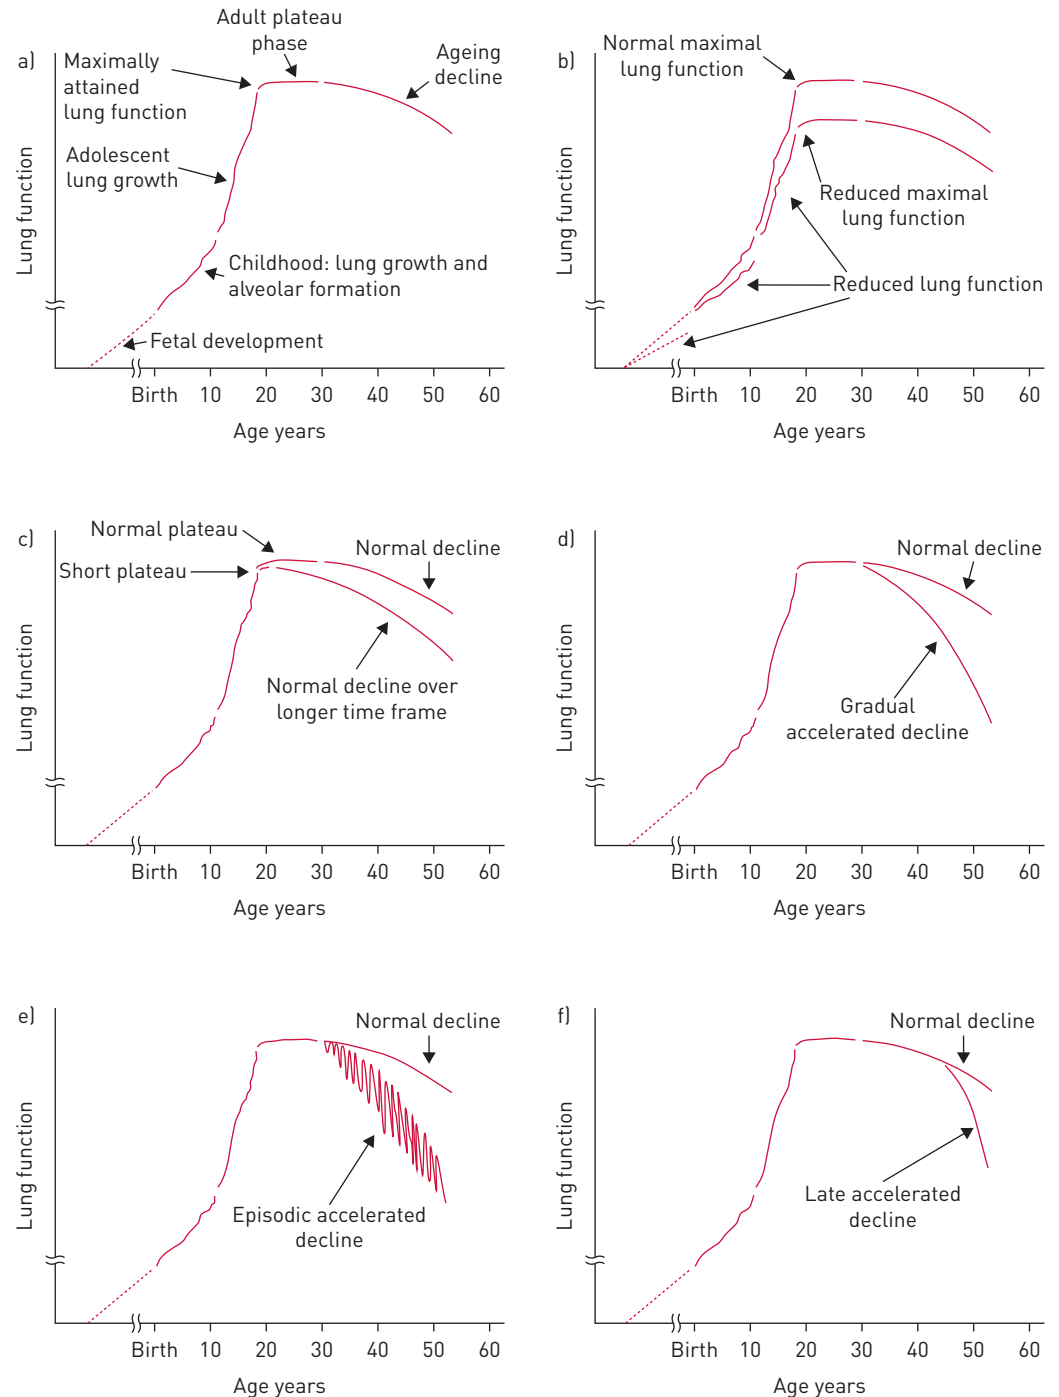 a)
Adult plateau
phase
Maximally
attained
lung function
Ageing
decline
Adolescent
lung growth
Childhood: lung growth and
alveolar formation
Fetal development
Lung function
Birth 10 20 30 40 50 60
Age years
b)
Normal maximal
lung function
Reduced maximal
lung function
Reduced lung function
Lung function
Birth 10 20 30 40 50 60
Age years
c)
Normal plateau
Short plateau
Normal decline
Normal decline over
longer time frame
Lung function
Birth 10 20 30 40 50 60
Age years
d)
Normal decline
Gradual
accelerated decline
Lung function
Birth 10 20 30 40 50 60
Age years
e)
Normal decline
Episodic accelerated
decline
Lung function
Birth 10 20 30 40 50 60
Age years
f)
Normal decline
Late accelerated
decline
Lung function
Birth 10 20 30 40 50 60
Age years